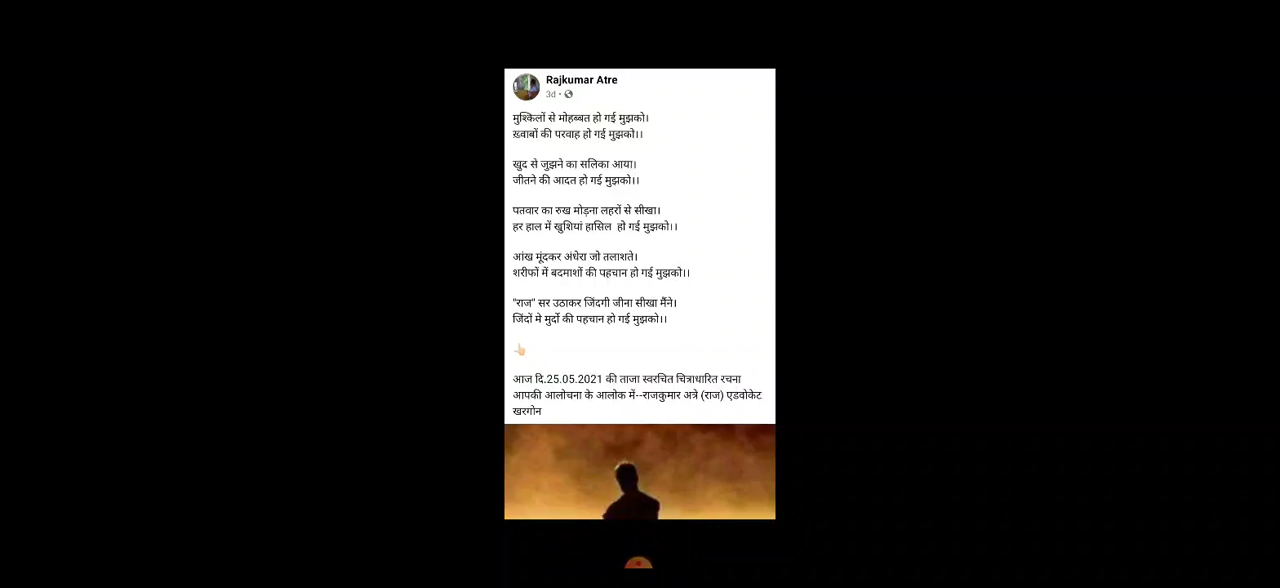 Rajkumar Atre
3d
मुश्किलों से मोहब्बत हो गई मुझको।
ख़्वाबों की परवाह हो गई मुझको।।
खुद से जुझने का सलिका आया।
जीतने की आदत हो गई मुझको।।
पतवार का रुख मोड़ना लहरों से सीखा।
हर हाल में खुशियां हासिल हो गई मुझको।।
आंख मूंदकर अंधेरा जो तलाशते।
शरीफों में बदमाशों की पहचान हो गई मुझको।।
"राज" सर उठाकर जिंदगी जीना सीखा मैंने।
जिंदों मे मुर्दो की पहचान हो गई मुझको।।
आज दि.25.05.2021 की ताजा स्वरचित चित्राधारित रचना
आपकी आलोचना के आलोक में--राजकुमार अत्रे (राज) एडवोकेट
खरगोन